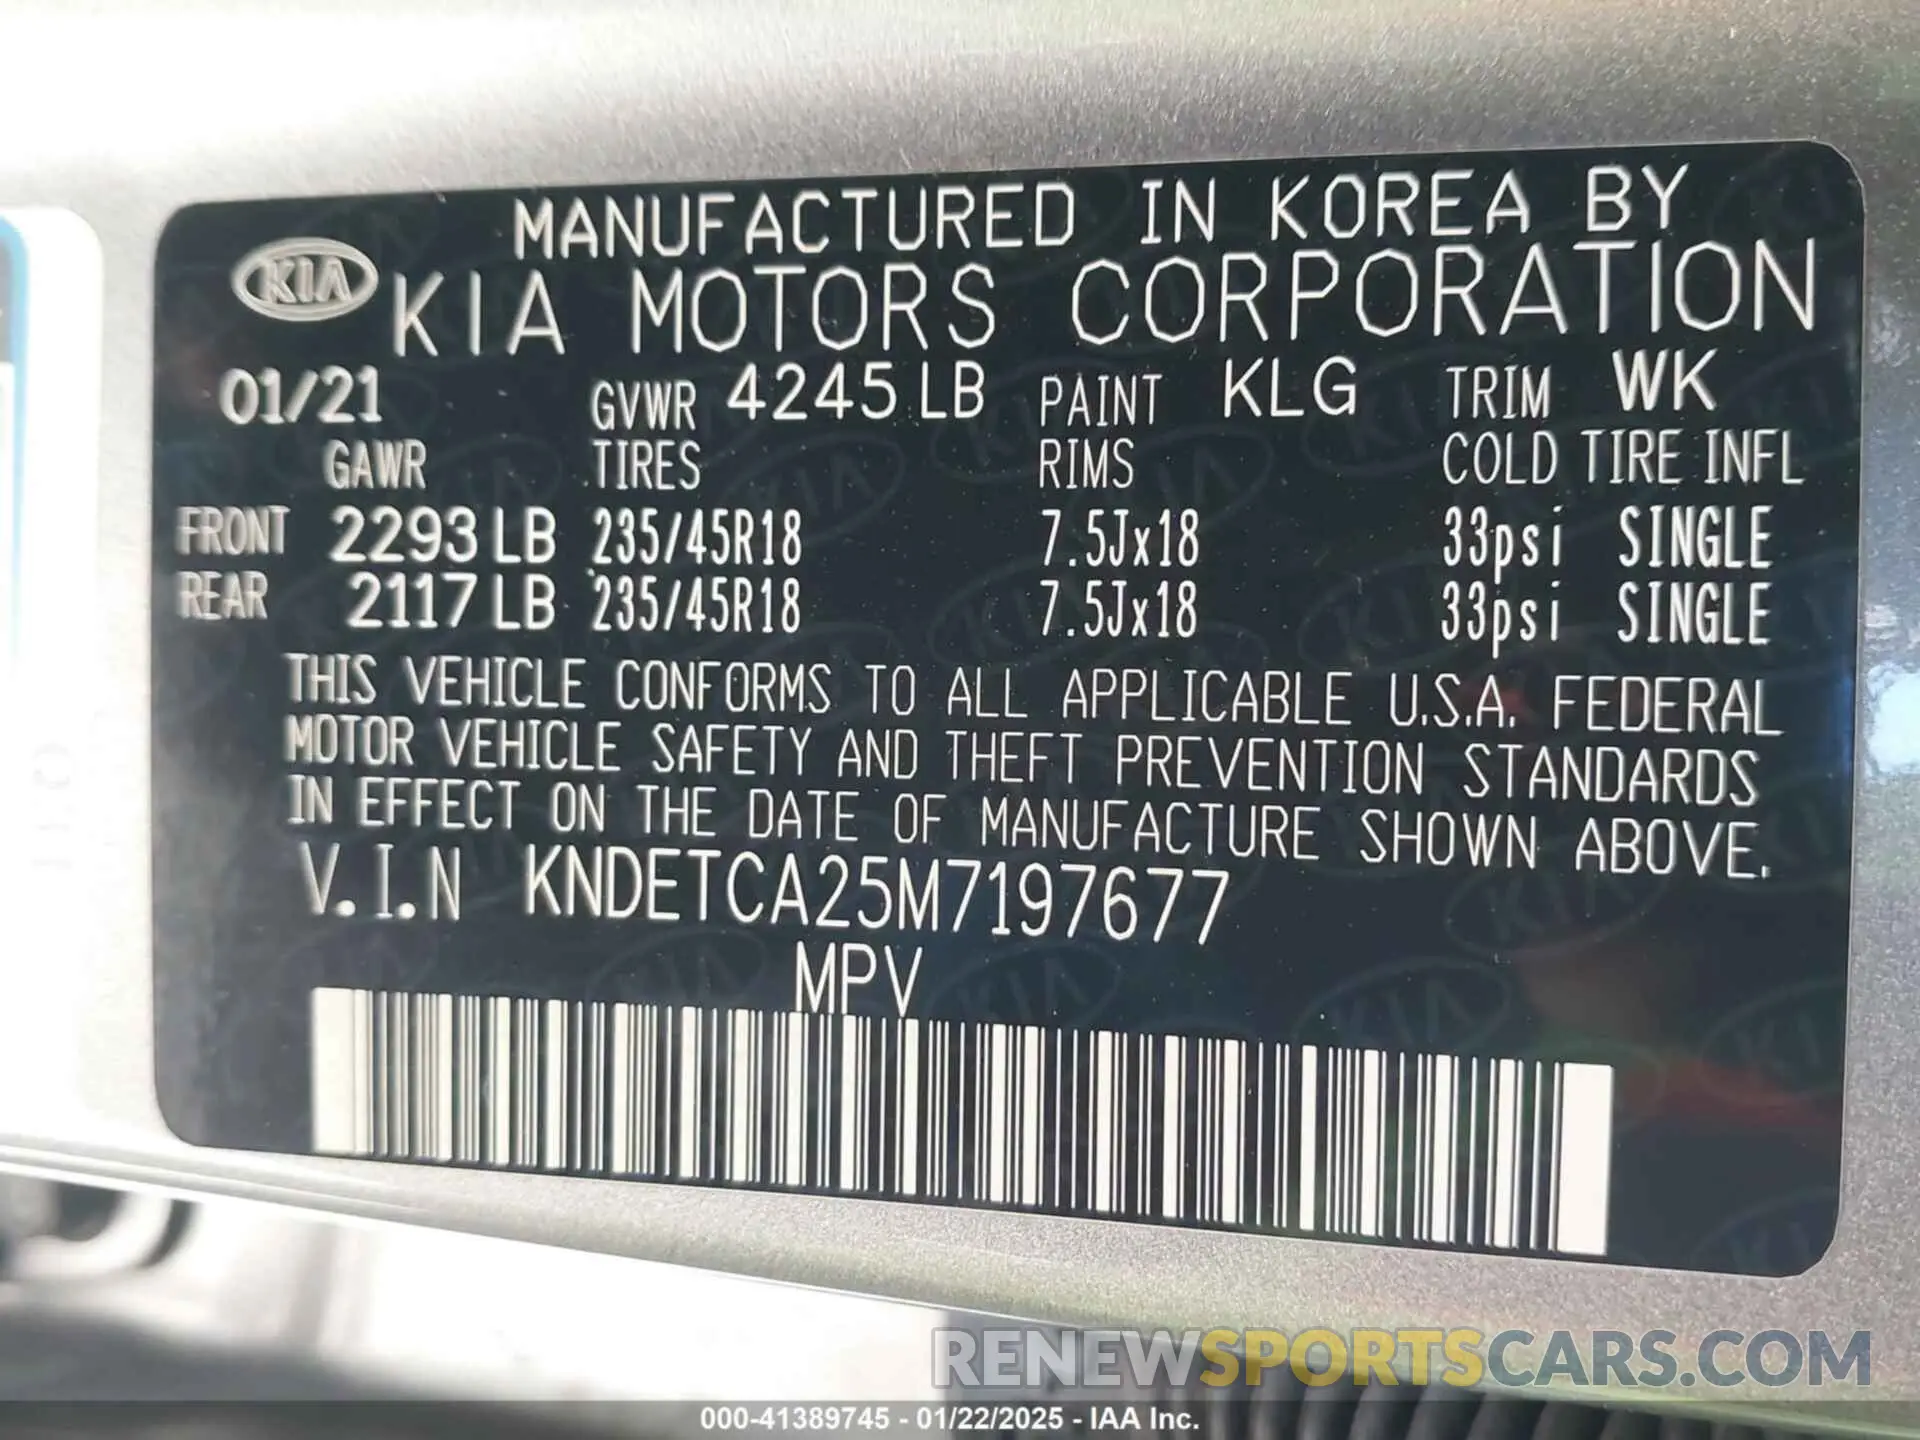 MANUFACTURED IN KOREA BY
KIA KIA MOTORS CORPORATION
01/21 GVWR 4245 LB PAINT KLG TRIM WK
GAWR TIRES RIMS COLD TIRE INFL
FRONT 2293 LB 235/45R18 7.5Jx18 33psi SINGLE
REAR 2117 LB 235/45R18 7.5Jx18 33psi SINGLE
THIS VEHICLE CONFORMS TO ALL APPLICABLE U.S.A. FEDERAL
MOTOR VEHICLE SAFETY AND THEFT PREVENTION STANDARDS
IN EFFECT ON THE DATE OF MANUFACTURE SHOWN ABOVE.
V.I.N KNDETCA25M7197677
MPV
RENEWSPORTSCARS.COM
000-41389745 - 01/22/2025 - IAA Inc.